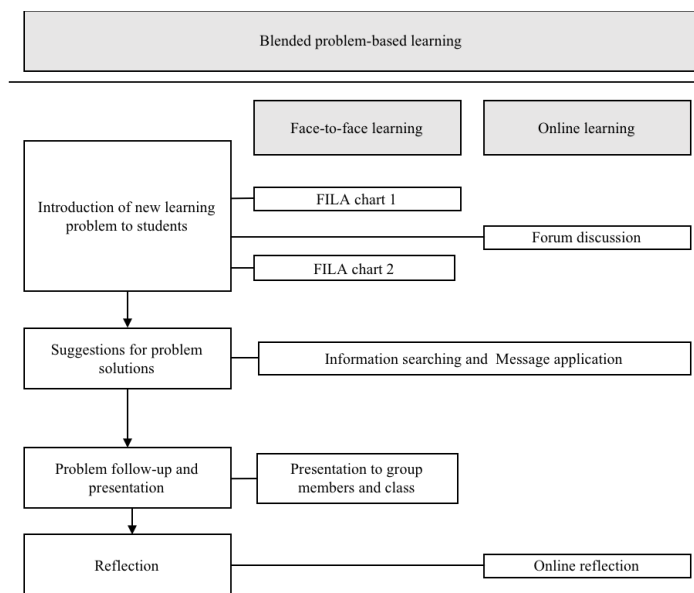 Blended problem-based learning
Face-to-face learning
Online learning
Introduction of new learning
problem to students
FILA chart 1
Forum discussion
FILA chart 2
Suggestions for problem
solutions
Information searching and Message application
Problem follow-up and
presentation
Presentation to group
members and class
Reflection
Online reflection